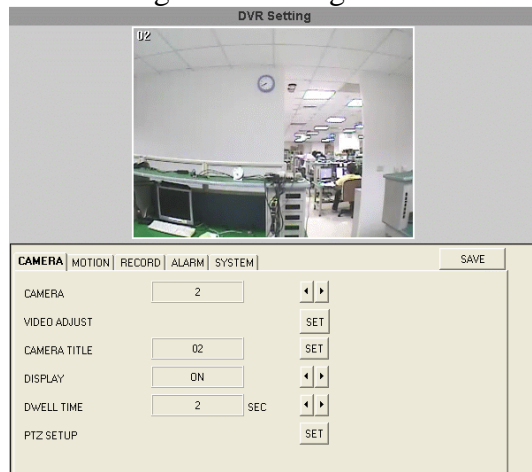 DVR Setting
02
CAMERA MOTION RECORD ALARM SYSTEM SAVE
CAMERA 2
VIDEO ADJUST SET
CAMERA TITLE 02 SET
DISPLAY ON
DWELL TIME 2 SEC
PTZ SETUP SET